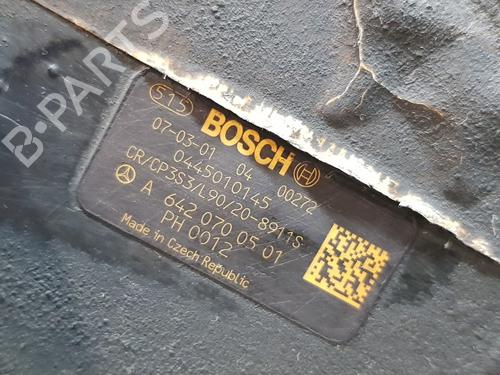 B-PARTS
515
BOSCH
07-03-01 04 00272
0445010145
CR/CP3S3/L90/20-8911S
A 642 070 05 01
PH 0012
Made in Czech Republic